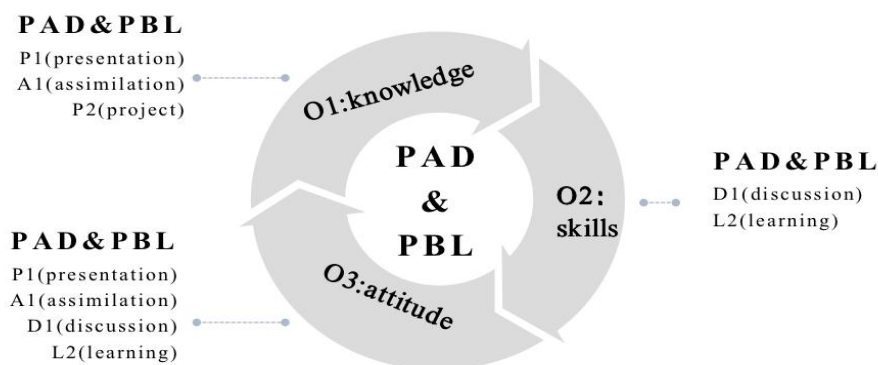 PAD&PBL
P1(presentation)
A1(assimilation)
P2(project)
O1:knowledge
PAD
&
PBL
O2:
skills
PAD&PBL
D1(discussion)
L2(learning)
O3:attitude
PAD&PBL
P1(presentation)
A1(assimilation)
D1(discussion)
L2(learning)